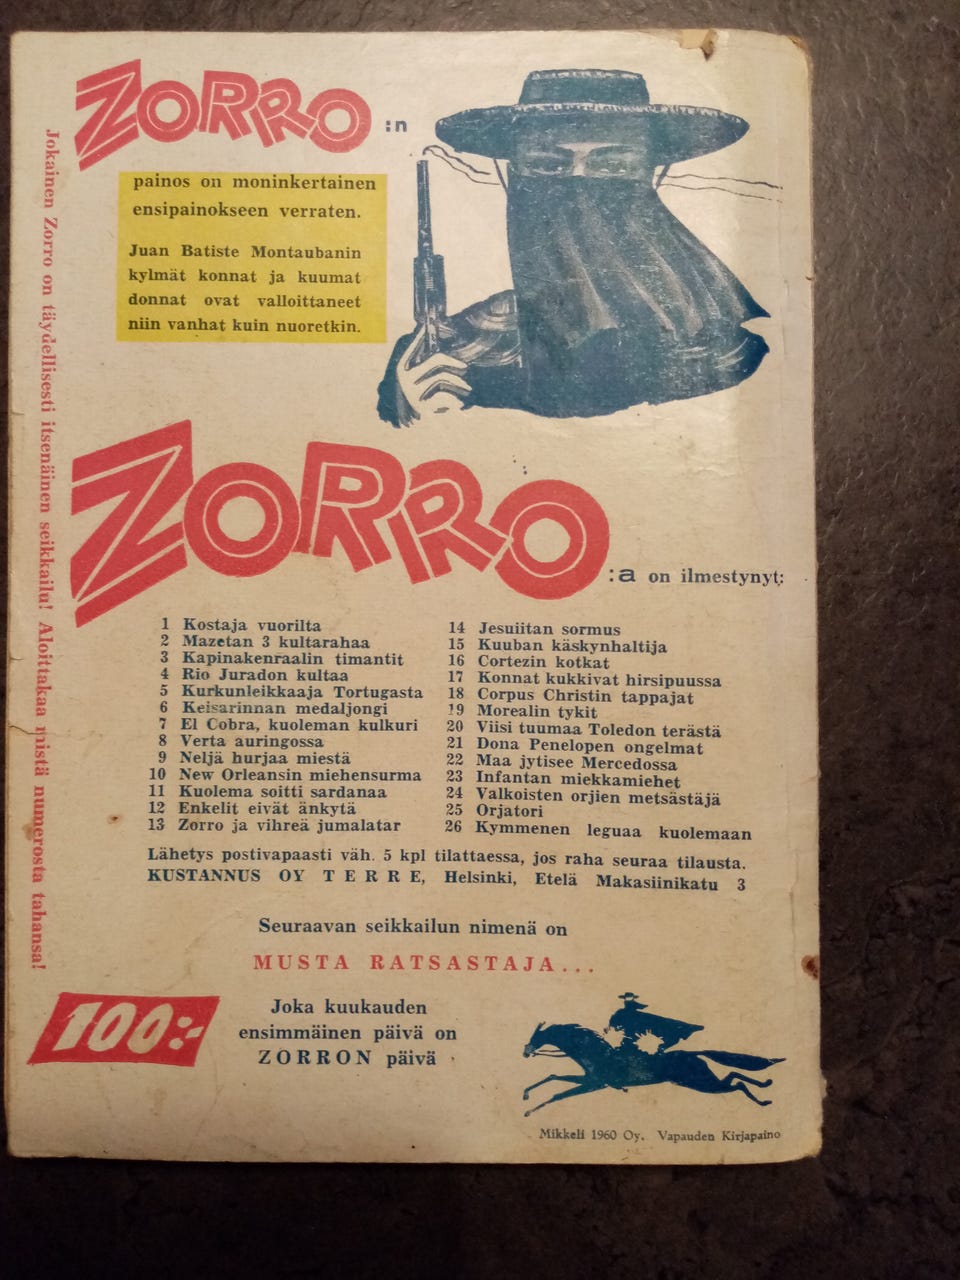 ZORRO:n
painos on moninkertainen
ensipainokseen verraten.
Juan Batiste Montaubanin
kylmät konnat ja kuumat
donnat ovat valloittaneet
niin vanhat kuin nuoretkin.
Jokainen Zorro on täydellisesti itsenäinen seikkailu! Aloittakaa mistä numerosta tahansa!
ZORRO:a on ilmestynyt:
1 Kostaja vuorilta
2 Mazetan 3 kultarahaa
3 Kapinakenraalin timantit
4 Rio Juradon kultaa
5 Kurkunleikkaaja Tortugasta
6 Keisarinnan medaljongi
7 El Cobra, kuoleman kulkuri
8 Verta auringossa
9 Neljä hurjaa miestä
10 New Orleansin miehensurma
11 Kuolema soitti sardanaa
12 Enkelit eivät änkytä
13 Zorro ja vihreä jumalatar
14 Jesuiitan sormus
15 Kuuban käskynhaltija
16 Cortezin kotkat
17 Konnat kukkivat hirsipuussa
18 Corpus Christin tappajat
19 Morealin tykit
20 Viisi tuumaa Toledon terästä
21 Dona Penelopen ongelmat
22 Maa jytisee Mercedossa
23 Infantan miekkamiehet
24 Valkoisten orjien metsästäjä
25 Orjatori
26 Kymmenen leguaa kuolemaan
Lähetys postivapaasti väh. 5 kpl tilattaessa, jos raha seuraa tilausta.
KUSTANNUS OY TERRE, Helsinki, Etelä Makasiinikatu 3
Seuraavan seikkailun nimenä on
MUSTA RATSASTAJA...
100:-
Joka kuukauden
ensimmäinen päivä on
ZORRON päivä
Mikkeli 1960 Oy. Vapauden Kirjapaino